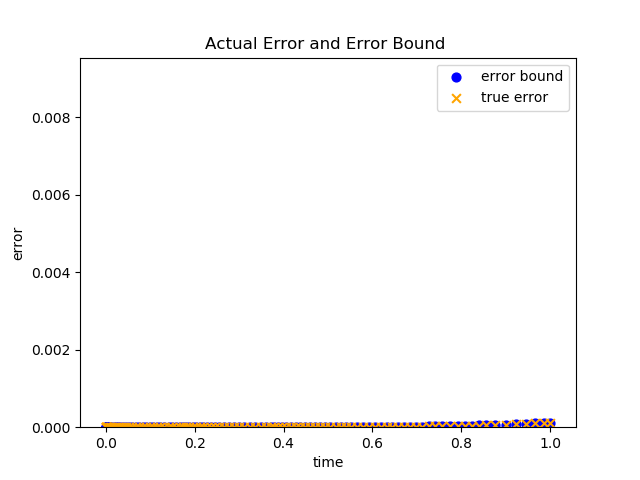 Actual Error and Error Bound
error bound
true error
0.008
0.006
0.004
0.002
0.000
error
0.0 0.2 0.4 0.6 0.8 1.0
time